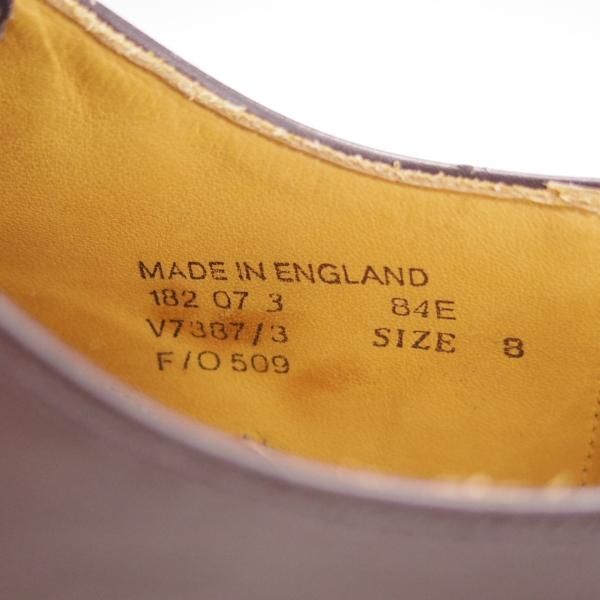 MADE IN ENGLAND
182 07 3 84E
V7387/3 SIZE 8
F/O 509